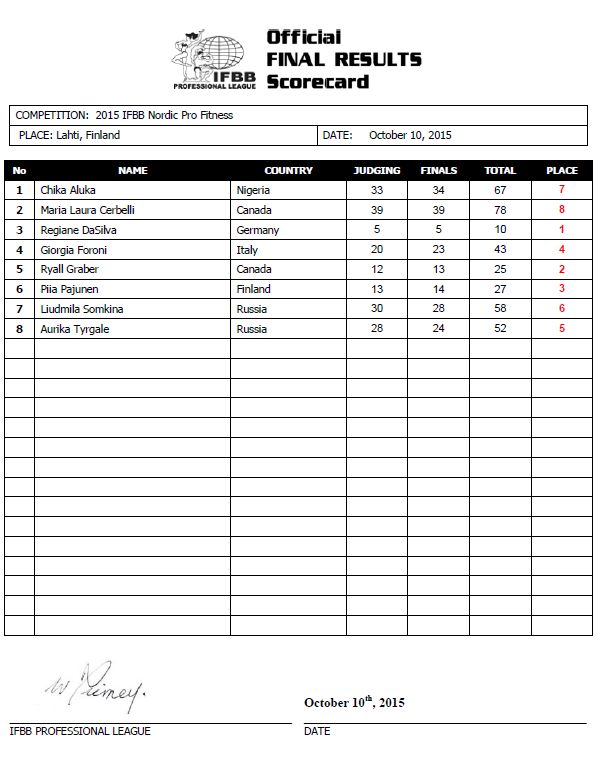 Official
FINAL RESULTS
Scorecard
IFBB
PROFESSIONAL LEAGUE
COMPETITION: 2015 IFBB Nordic Pro Fitness
PLACE: Lahti, Finland DATE: October 10, 2015
No NAME COUNTRY JUDGING FINALS TOTAL PLACE
1 Chika Aluka Nigeria 33 34 67 7
2 Maria Laura Cerbelli Canada 39 39 78 8
3 Regiane DaSilva Germany 5 5 10 1
4 Giorgia Foroni Italy 20 23 43 4
5 Ryall Graber Canada 12 13 25 2
6 Piia Pajunen Finland 13 14 27 3
7 Liudmila Somkina Russia 30 28 58 6
8 Aurika Tyrgale Russia 28 24 52 5
October 10th, 2015
IFBB PROFESSIONAL LEAGUE DATE